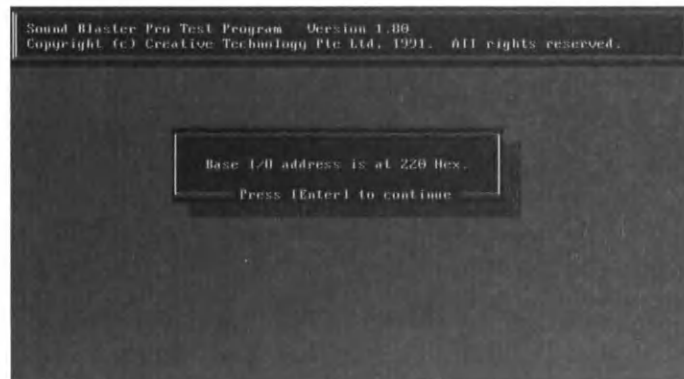 Sound Blaster Pro Test Program Version 1.80
Copyright (c) Creative Technology Pte Ltd, 1991. All rights reserved.
Base I/O address is at 220 Hex.
Press [Enter] to continue